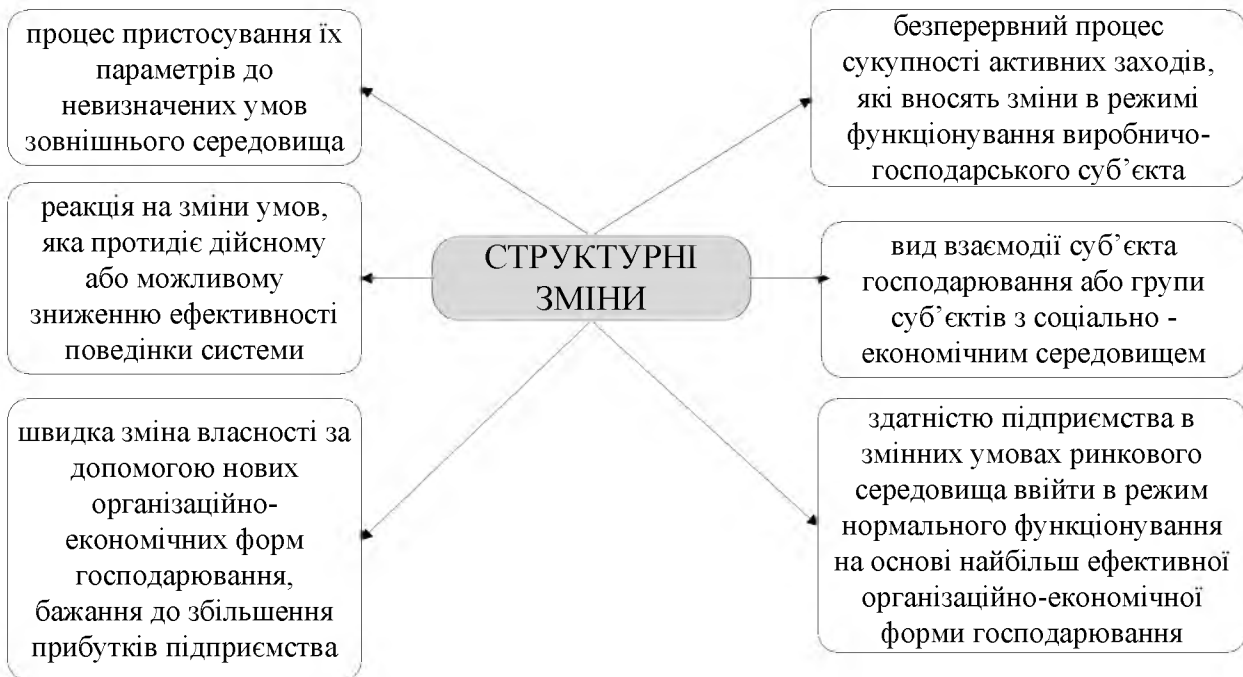 процес пристосування їх
параметрів до
невизначених умов
зовнішнього середовища
реакція на зміни умов,
яка протидіє дійсному
або можливому
зниженню ефективності
поведінки системи
швидка зміна власності за
допомогою нових
організаційно-
економічних форм
господарювання,
бажання до збільшення
прибутків підприємства
СТРУКТУРНІ
ЗМІНИ
безперервний процес
сукупності активних заходів,
які вносять зміни в режимі
функціонування виробничо-
господарського суб’єкта
вид взаємодії суб’єкта
господарювання або групи
суб’єктів з соціально -
економічним середовищем
здатністю підприємства в
змінних умовах ринкового
середовища ввійти в режим
нормального функціонування
на основі найбільш ефективної
організаційно-економічної
форми господарювання